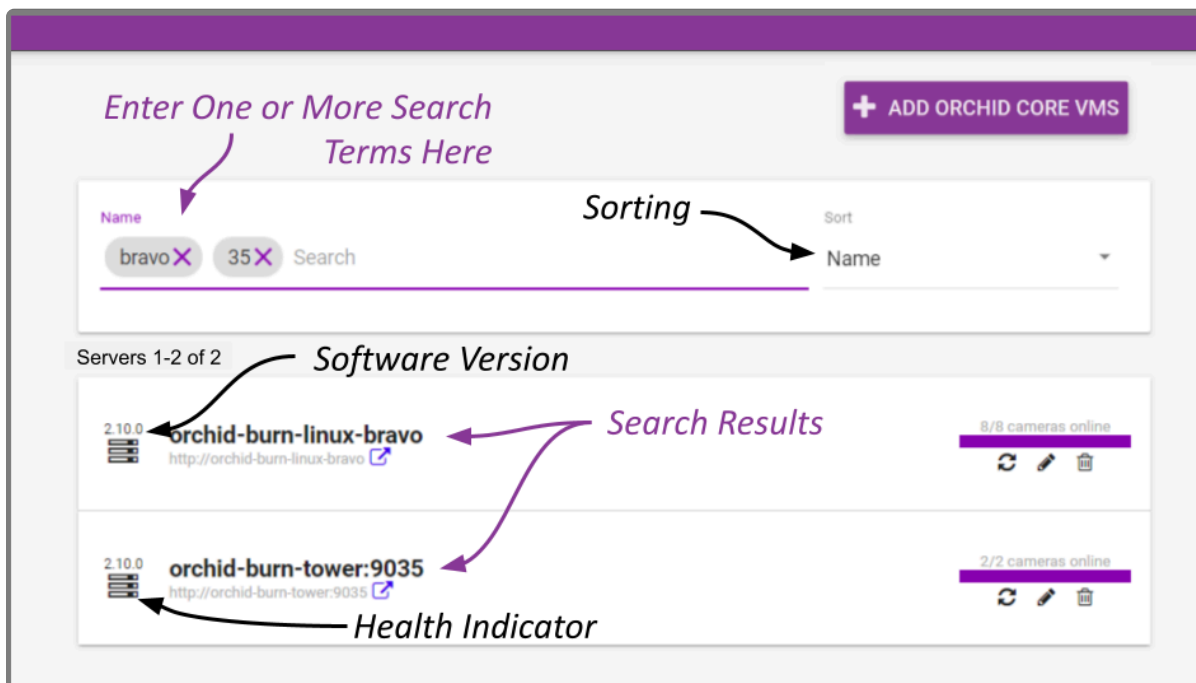 Enter One or More Search
Terms Here
+ ADD ORCHID CORE VMS
Name
bravo 35 Search
Sorting
Sort
Name
Servers 1-2 of 2
Software Version
2.10.0
orchid-burn-linux-bravo
http://orchid-burn-linux-bravo
Search Results
8/8 cameras online
2.10.0
orchid-burn-tower:9035
http://orchid-burn-tower:9035
2/2 cameras online
Health Indicator